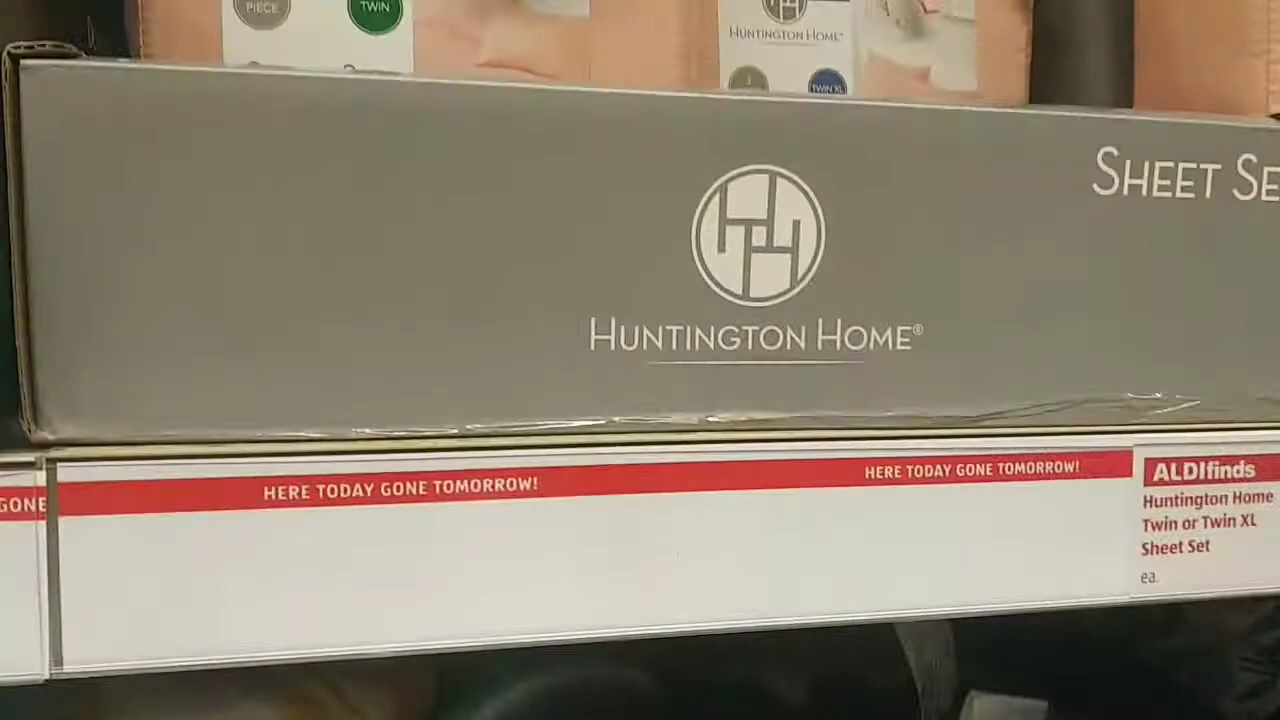 PIECE
TWIN
HUNTINGTON HOME
3
TWIN XL
SHEET SE
HUNTINGTON HOME®
GONE
HERE TODAY GONE TOMORROW!
HERE TODAY GONE TOMORROW!
ALDIfinds
Huntington Home
Twin or Twin XL
Sheet Set
ea.